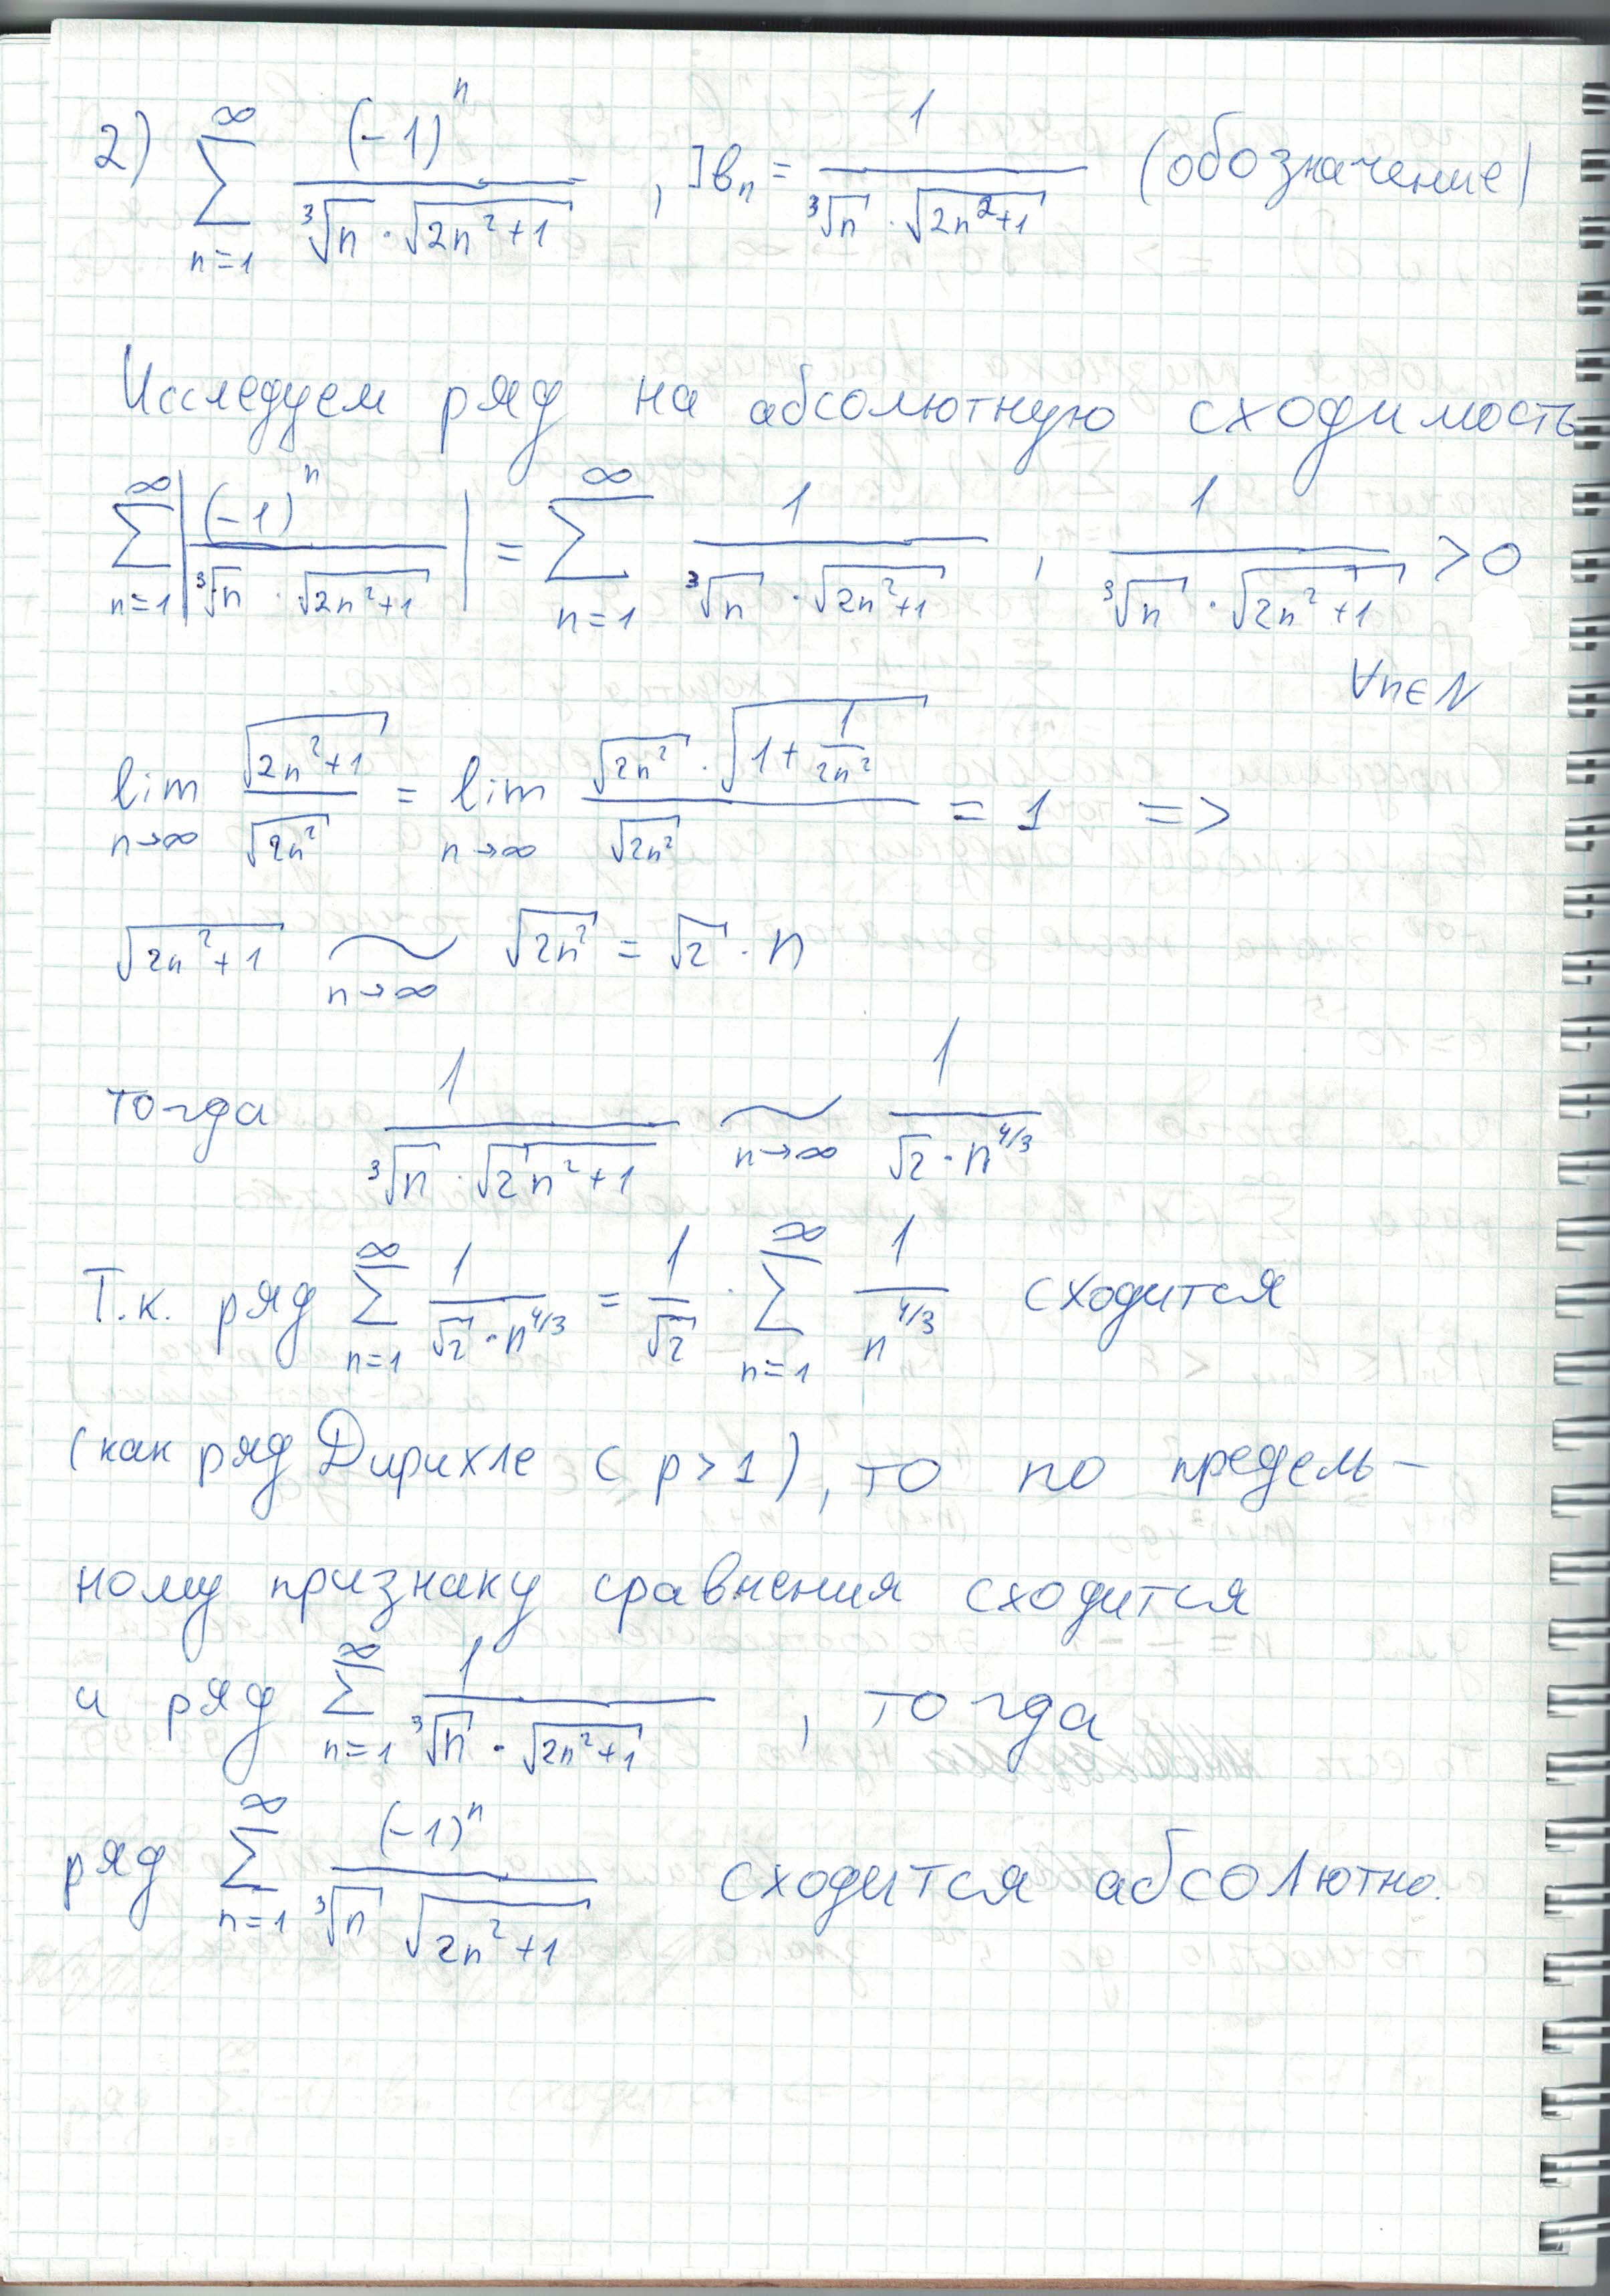 2) $\sum_{n=1}^{\infty} \frac{(-1)^n}{\sqrt[3]{n} \cdot \sqrt{2n^2+1}}$ , ] $b_n = \frac{1}{\sqrt[3]{n} \cdot \sqrt{2n^2+1}}$ (обозначение)
Исследуем ряд на абсолютную сходимость
$\sum_{n=1}^{\infty} \left| \frac{(-1)^n}{\sqrt[3]{n} \cdot \sqrt{2n^2+1}} \right| = \sum_{n=1}^{\infty} \frac{1}{\sqrt[3]{n} \cdot \sqrt{2n^2+1}}$ , $\frac{1}{\sqrt[3]{n} \cdot \sqrt{2n^2+1}} > 0$
$\forall n \in N$
$\lim_{n \to \infty} \frac{\sqrt{2n^2+1}}{\sqrt{2n^2}} = \lim_{n \to \infty} \frac{\sqrt{2n^2} \cdot \sqrt{1+\frac{1}{2n^2}}}{\sqrt{2n^2}} = 1$ =>
$\sqrt{2n^2+1} \underset{n \to \infty}{\sim} \sqrt{2n^2} = \sqrt{2} \cdot n$
тогда $\frac{1}{\sqrt[3]{n} \cdot \sqrt{2n^2+1}} \underset{n \to \infty}{\sim} \frac{1}{\sqrt{2} \cdot n^{4/3}}$
Т.к. ряд $\sum_{n=1}^{\infty} \frac{1}{\sqrt{2} \cdot n^{4/3}} = \frac{1}{\sqrt{2}} \cdot \sum_{n=1}^{\infty} \frac{1}{n^{4/3}}$ сходится
(как ряд Дирихле с p>1), то по предель-
ному признаку сравнения сходится
и ряд $\sum_{n=1}^{\infty} \frac{1}{\sqrt[3]{n} \cdot \sqrt{2n^2+1}}$ , тогда
ряд $\sum_{n=1}^{\infty} \frac{(-1)^n}{\sqrt[3]{n} \sqrt{2n^2+1}}$ сходится абсолютно.